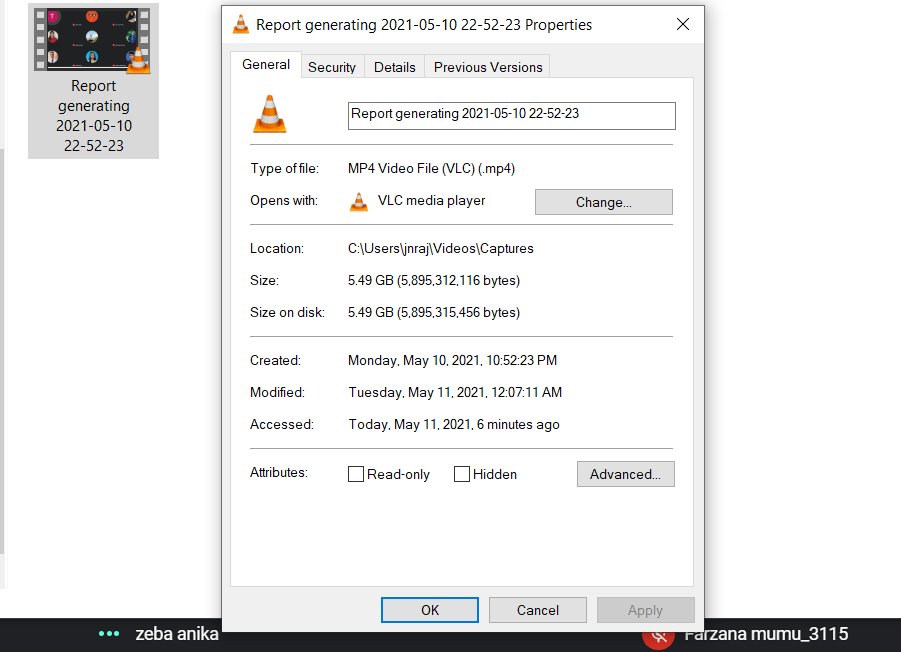 Report
generating
2021-05-10
22-52-23
T
Report generating 2021-05-10 22-52-23 Properties
General Security Details Previous Versions
Report generating 2021-05-10 22-52-23
Type of file: MP4 Video File (VLC) (.mp4)
Opens with: VLC media player Change...
Location: C:\Users\jnraj\Videos\Captures
Size: 5.49 GB (5,895,312,116 bytes)
Size on disk: 5.49 GB (5,895,315,456 bytes)
Created: Monday, May 10, 2021, 10:52:23 PM
Modified: Tuesday, May 11, 2021, 12:07:11 AM
Accessed: Today, May 11, 2021, 6 minutes ago
Attributes: Read-only Hidden Advanced...
OK Cancel Apply
zeba anika Farzana mumu_3115